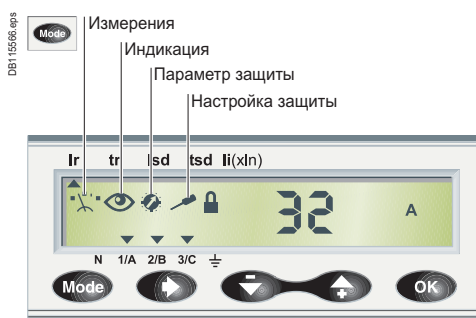 DB115566.eps
Mode
Измерения
Индикация
Параметр защиты
Настройка защиты
Ir tr Isd tsd Ii(xIn)
32 A
N 1/A 2/B 3/C
Mode OK